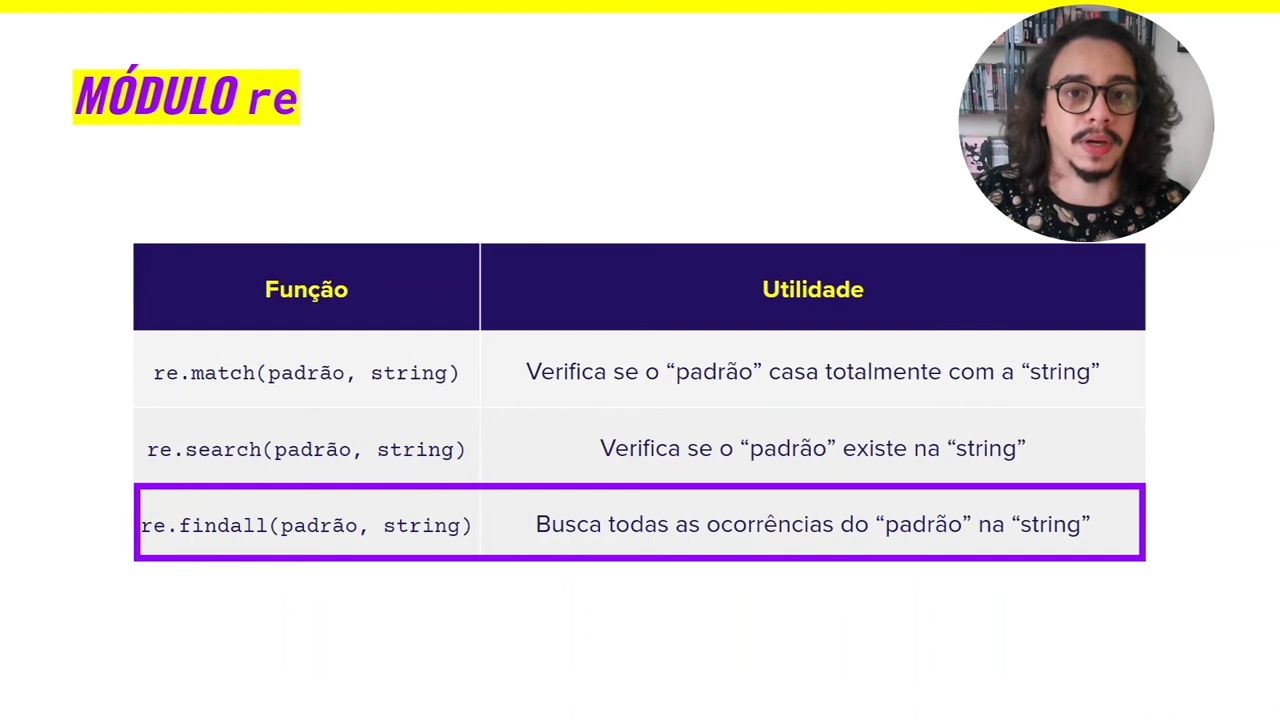 MÓDULO re
Função
Utilidade
re.match(padrão, string)
Verifica se o “padrão” casa totalmente com a “string”
re.search(padrão, string)
Verifica se o “padrão” existe na “string”
re.findall(padrão, string)
Busca todas as ocorrências do “padrão” na “string”